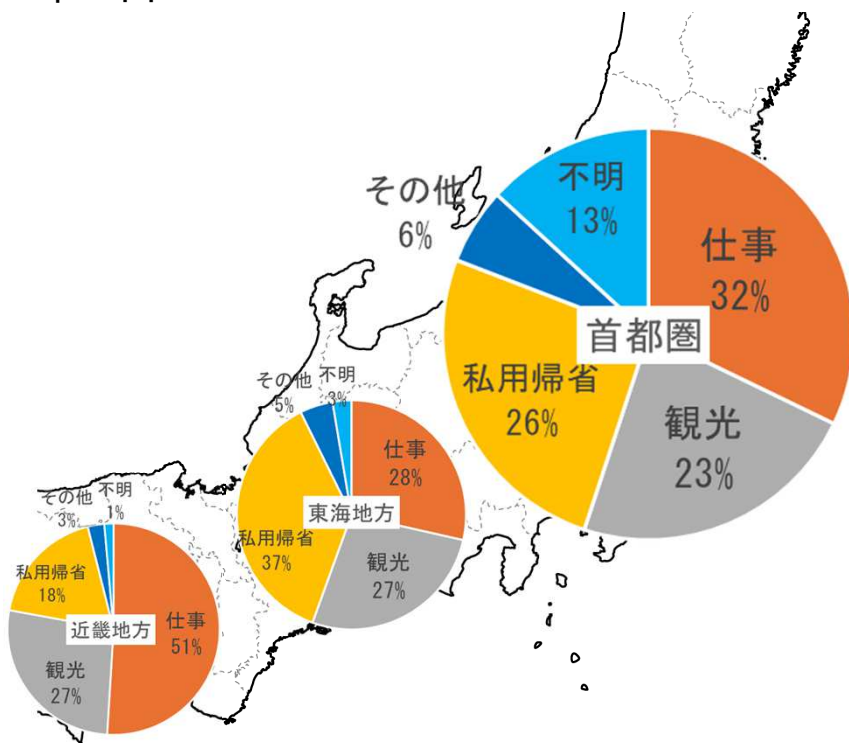 その他
6%
不明
13%
仕事
32%
首都圏
私用帰省
26%
観光
23%
その他
5%
不明
3%
仕事
28%
東海地方
私用帰省
37%
観光
27%
その他
3%
不明
1%
私用帰省
18%
仕事
51%
近畿地方
観光
27%